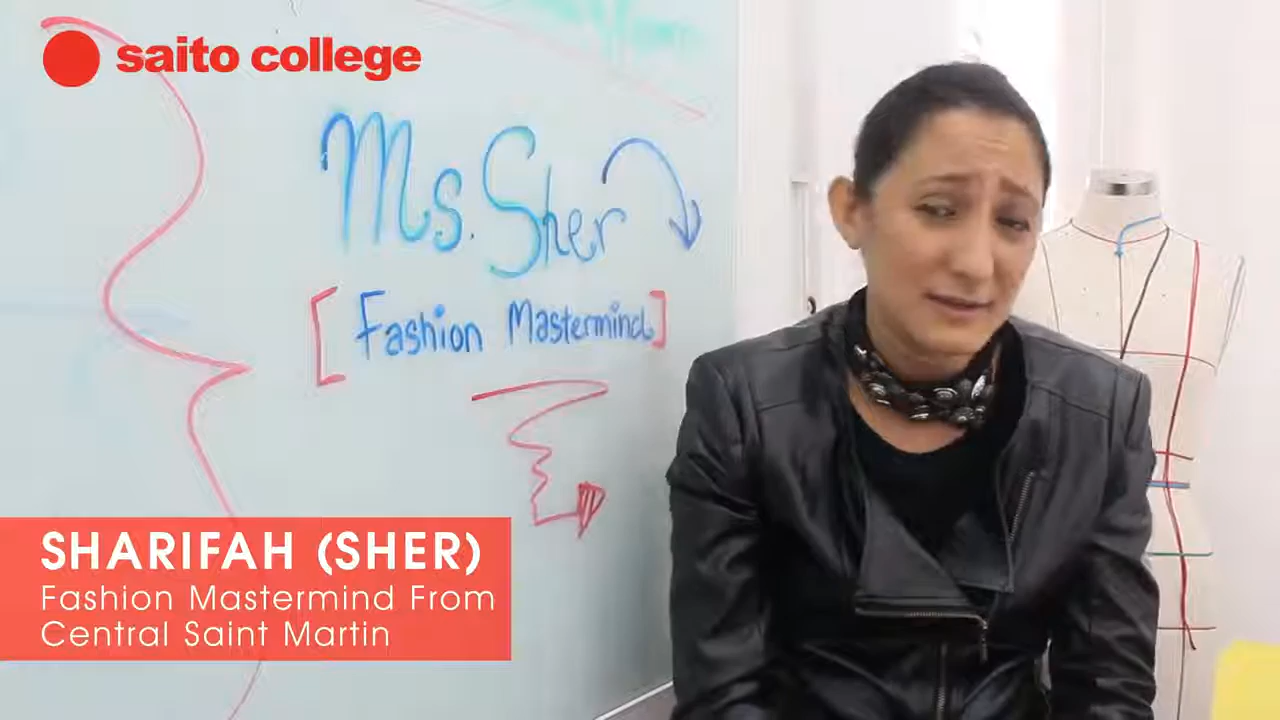 saito college
Ms. Sher
[Fashion Mastermind]
SHARIFAH (SHER)
Fashion Mastermind From
Central Saint Martin